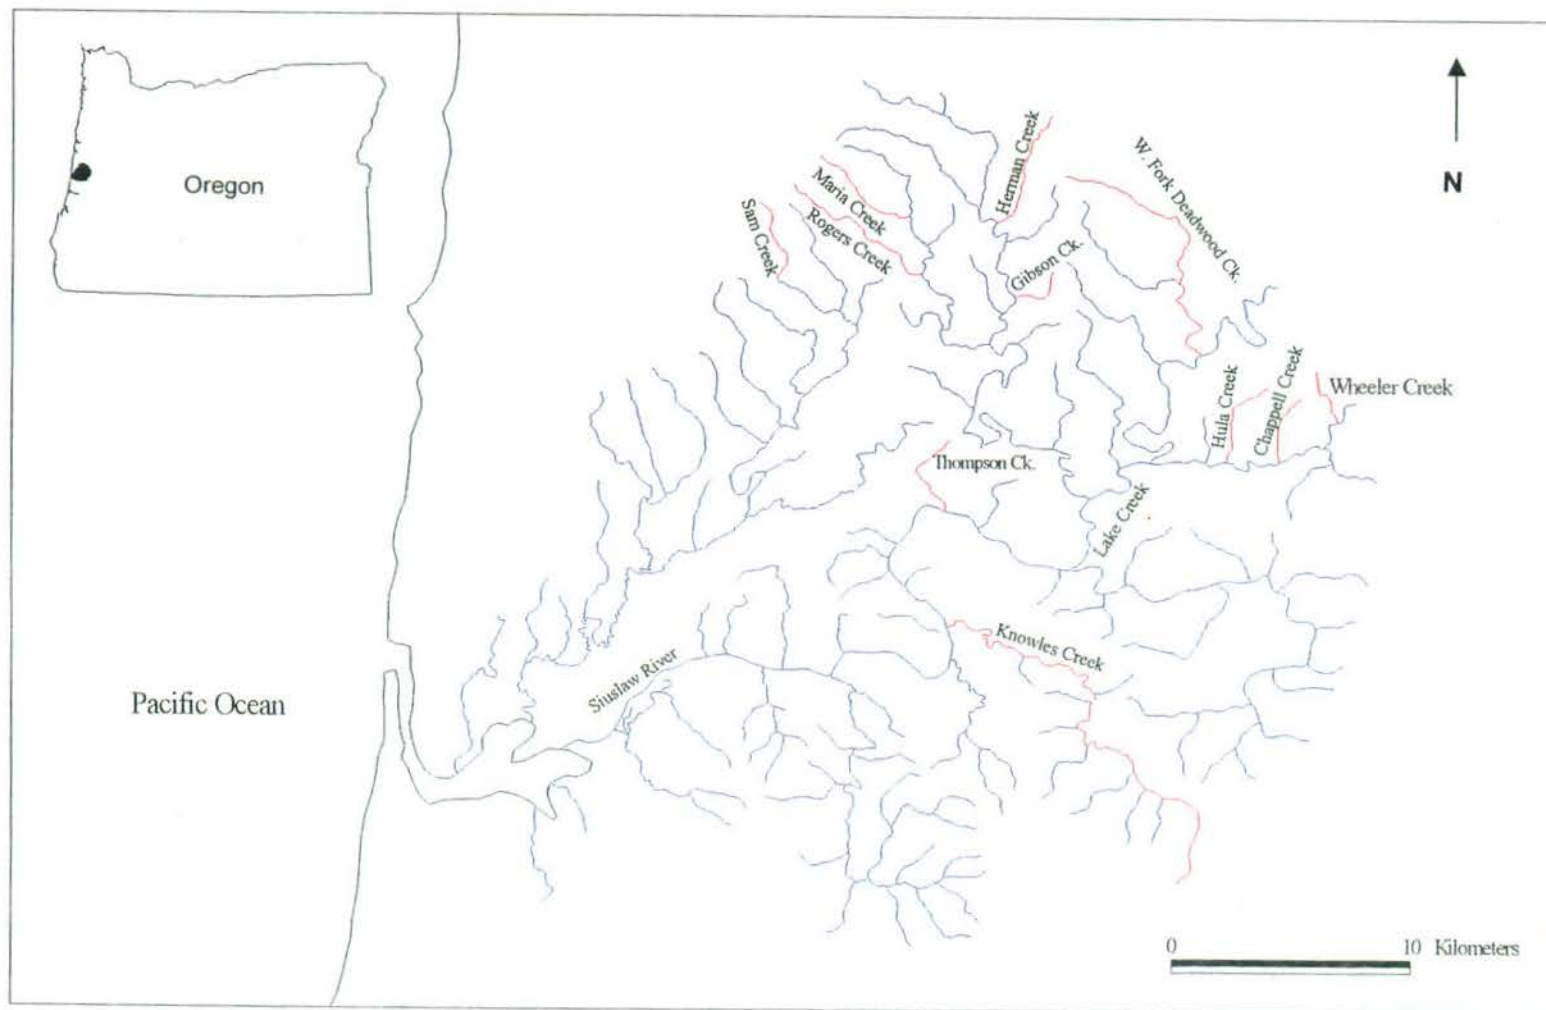 Oregon
N
Herman Creek
W. Fork Deadwood Ck.
Maria Creek
Rogers Creek
Sam Creek
Gibson Ck.
Hula Creek
Chappell Creek
Wheeler Creek
Thompson Ck.
Lake Creek
Knowles Creek
Siuslaw River
Pacific Ocean
0 10 Kilometers